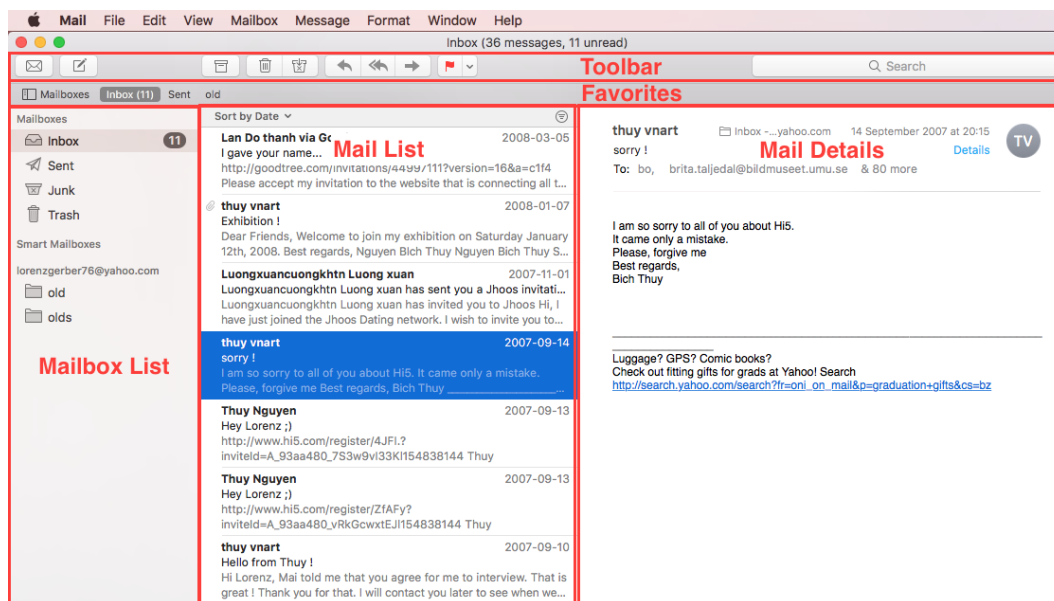 Mail File Edit View Mailbox Message Format Window Help
Inbox (36 messages, 11 unread)
Toolbar
Search
Mailboxes Inbox (11) Sent old
Favorites
Mailboxes
Inbox 11
Sent
Junk
Trash
Smart Mailboxes
lorenzgerber76@yahoo.com
old
olds
Mailbox List
Sort by Date
Mail List
Lan Do thanh via 2008-03-05
I gave your name...
http://goodtree.com/invitations/44997111?version=16&a=c1f4
Please accept my invitation to the website that is connecting all t...
thuy vnart 2008-01-07
Exhibition !
Dear Friends, Welcome to join my exhibition on Saturday January
12th, 2008. Best regards, Nguyen BIch Thuy Nguyen Bich Thuy S...
Luongxuancuongkhtn Luong xuan 2007-11-01
Luongxuancuongkhtn Luong xuan has sent you a Jhoos invitati...
Luongxuancuongkhtn Luong xuan has invited you to Jhoos Hi, I
have just joined the Jhoos Dating network. I wish to invite you to...
thuy vnart 2007-09-14
sorry !
I am so sorry to all of you about Hi5. It came only a mistake.
Please, forgive me Best regards, Bich Thuy ___________________...
Thuy Nguyen 2007-09-13
Hey Lorenz ;)
http://www.hi5.com/register/4JFI.?
inviteId=A_93aa480_7S3w9vl33KI154838144 Thuy
Thuy Nguyen 2007-09-13
Hey Lorenz ;)
http://www.hi5.com/register/ZfAFy?
inviteId=A_93aa480_vRkGcwxtEJI154838144 Thuy
thuy vnart 2007-09-10
Hello from Thuy !
Hi Lorenz, Mai told me that you agree for me to interview. That is
great ! Thank you for that. I will contact you later to see when we...
thuy vnart Inbox -...yahoo.com 14 September 2007 at 20:15
TV
sorry ! Details
Mail Details
To: bo, brita.taljedal@bildmuseet.umu.se & 80 more
I am so sorry to all of you about Hi5.
It came only a mistake.
Please, forgive me
Best regards,
Bich Thuy
Luggage? GPS? Comic books?
Check out fitting gifts for grads at Yahoo! Search
http://search.yahoo.com/search?fr=oni_on_mail&p=graduation+gifts&cs=bz